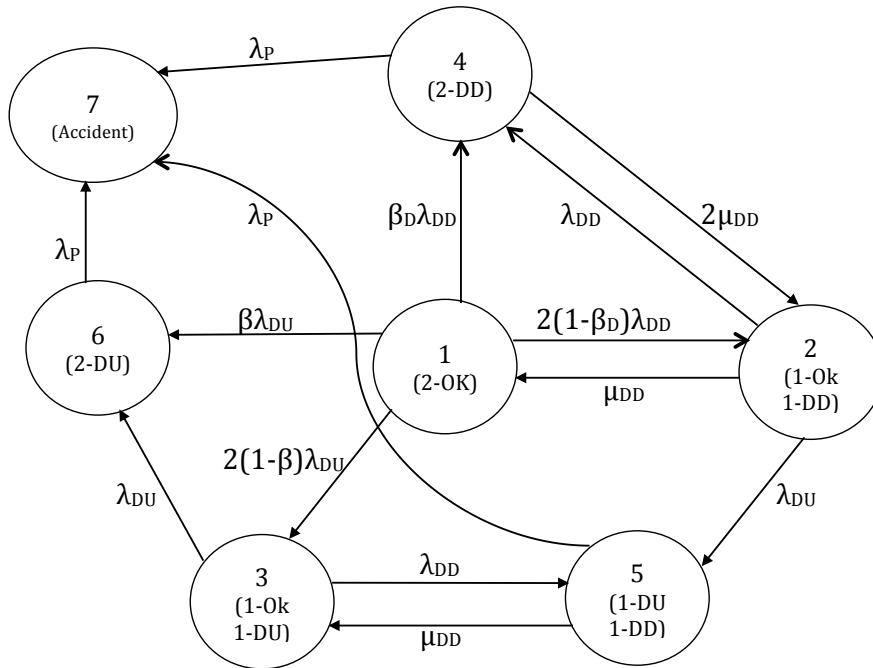 λP
4
(2-DD)
7
(Accident)
λP
βDλDD
λDD
2μDD
λP
6
(2-DU)
βλDU
1
(2-OK)
2(1-βD)λDD
μDD
2
(1-Ok
1-DD)
2(1-β)λDU
λDU
λDU
3
(1-Ok
1-DU)
λDD
μDD
5
(1-DU
1-DD)